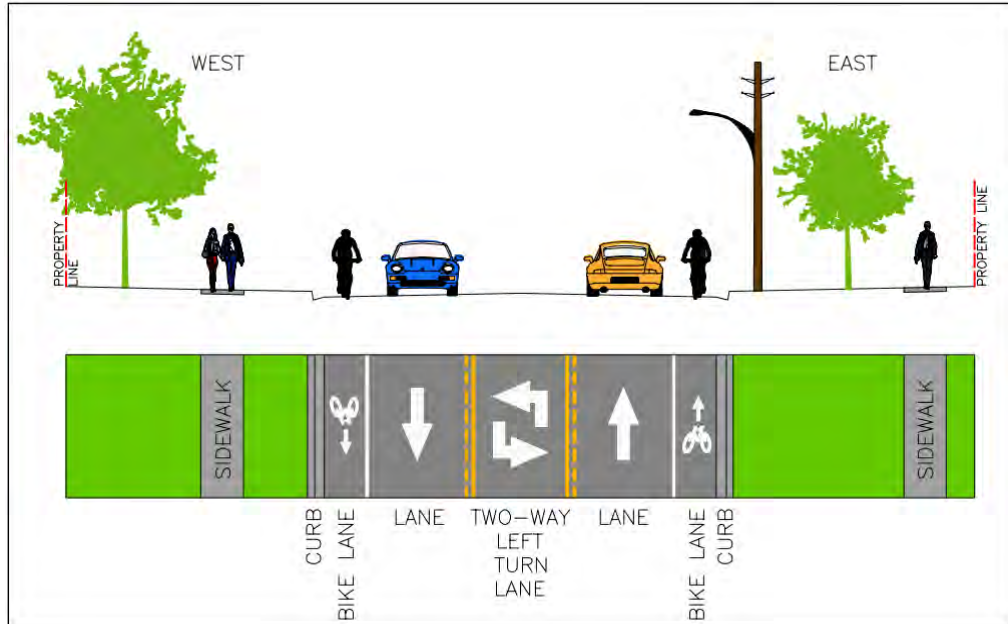 WEST
EAST
PROPERTY
LINE
PROPERTY LINE
SIDEWALK
SIDEWALK
CURB
BIKE LANE
LANE
TWO-WAY
LEFT
TURN
LANE
LANE
BIKE LANE
CURB